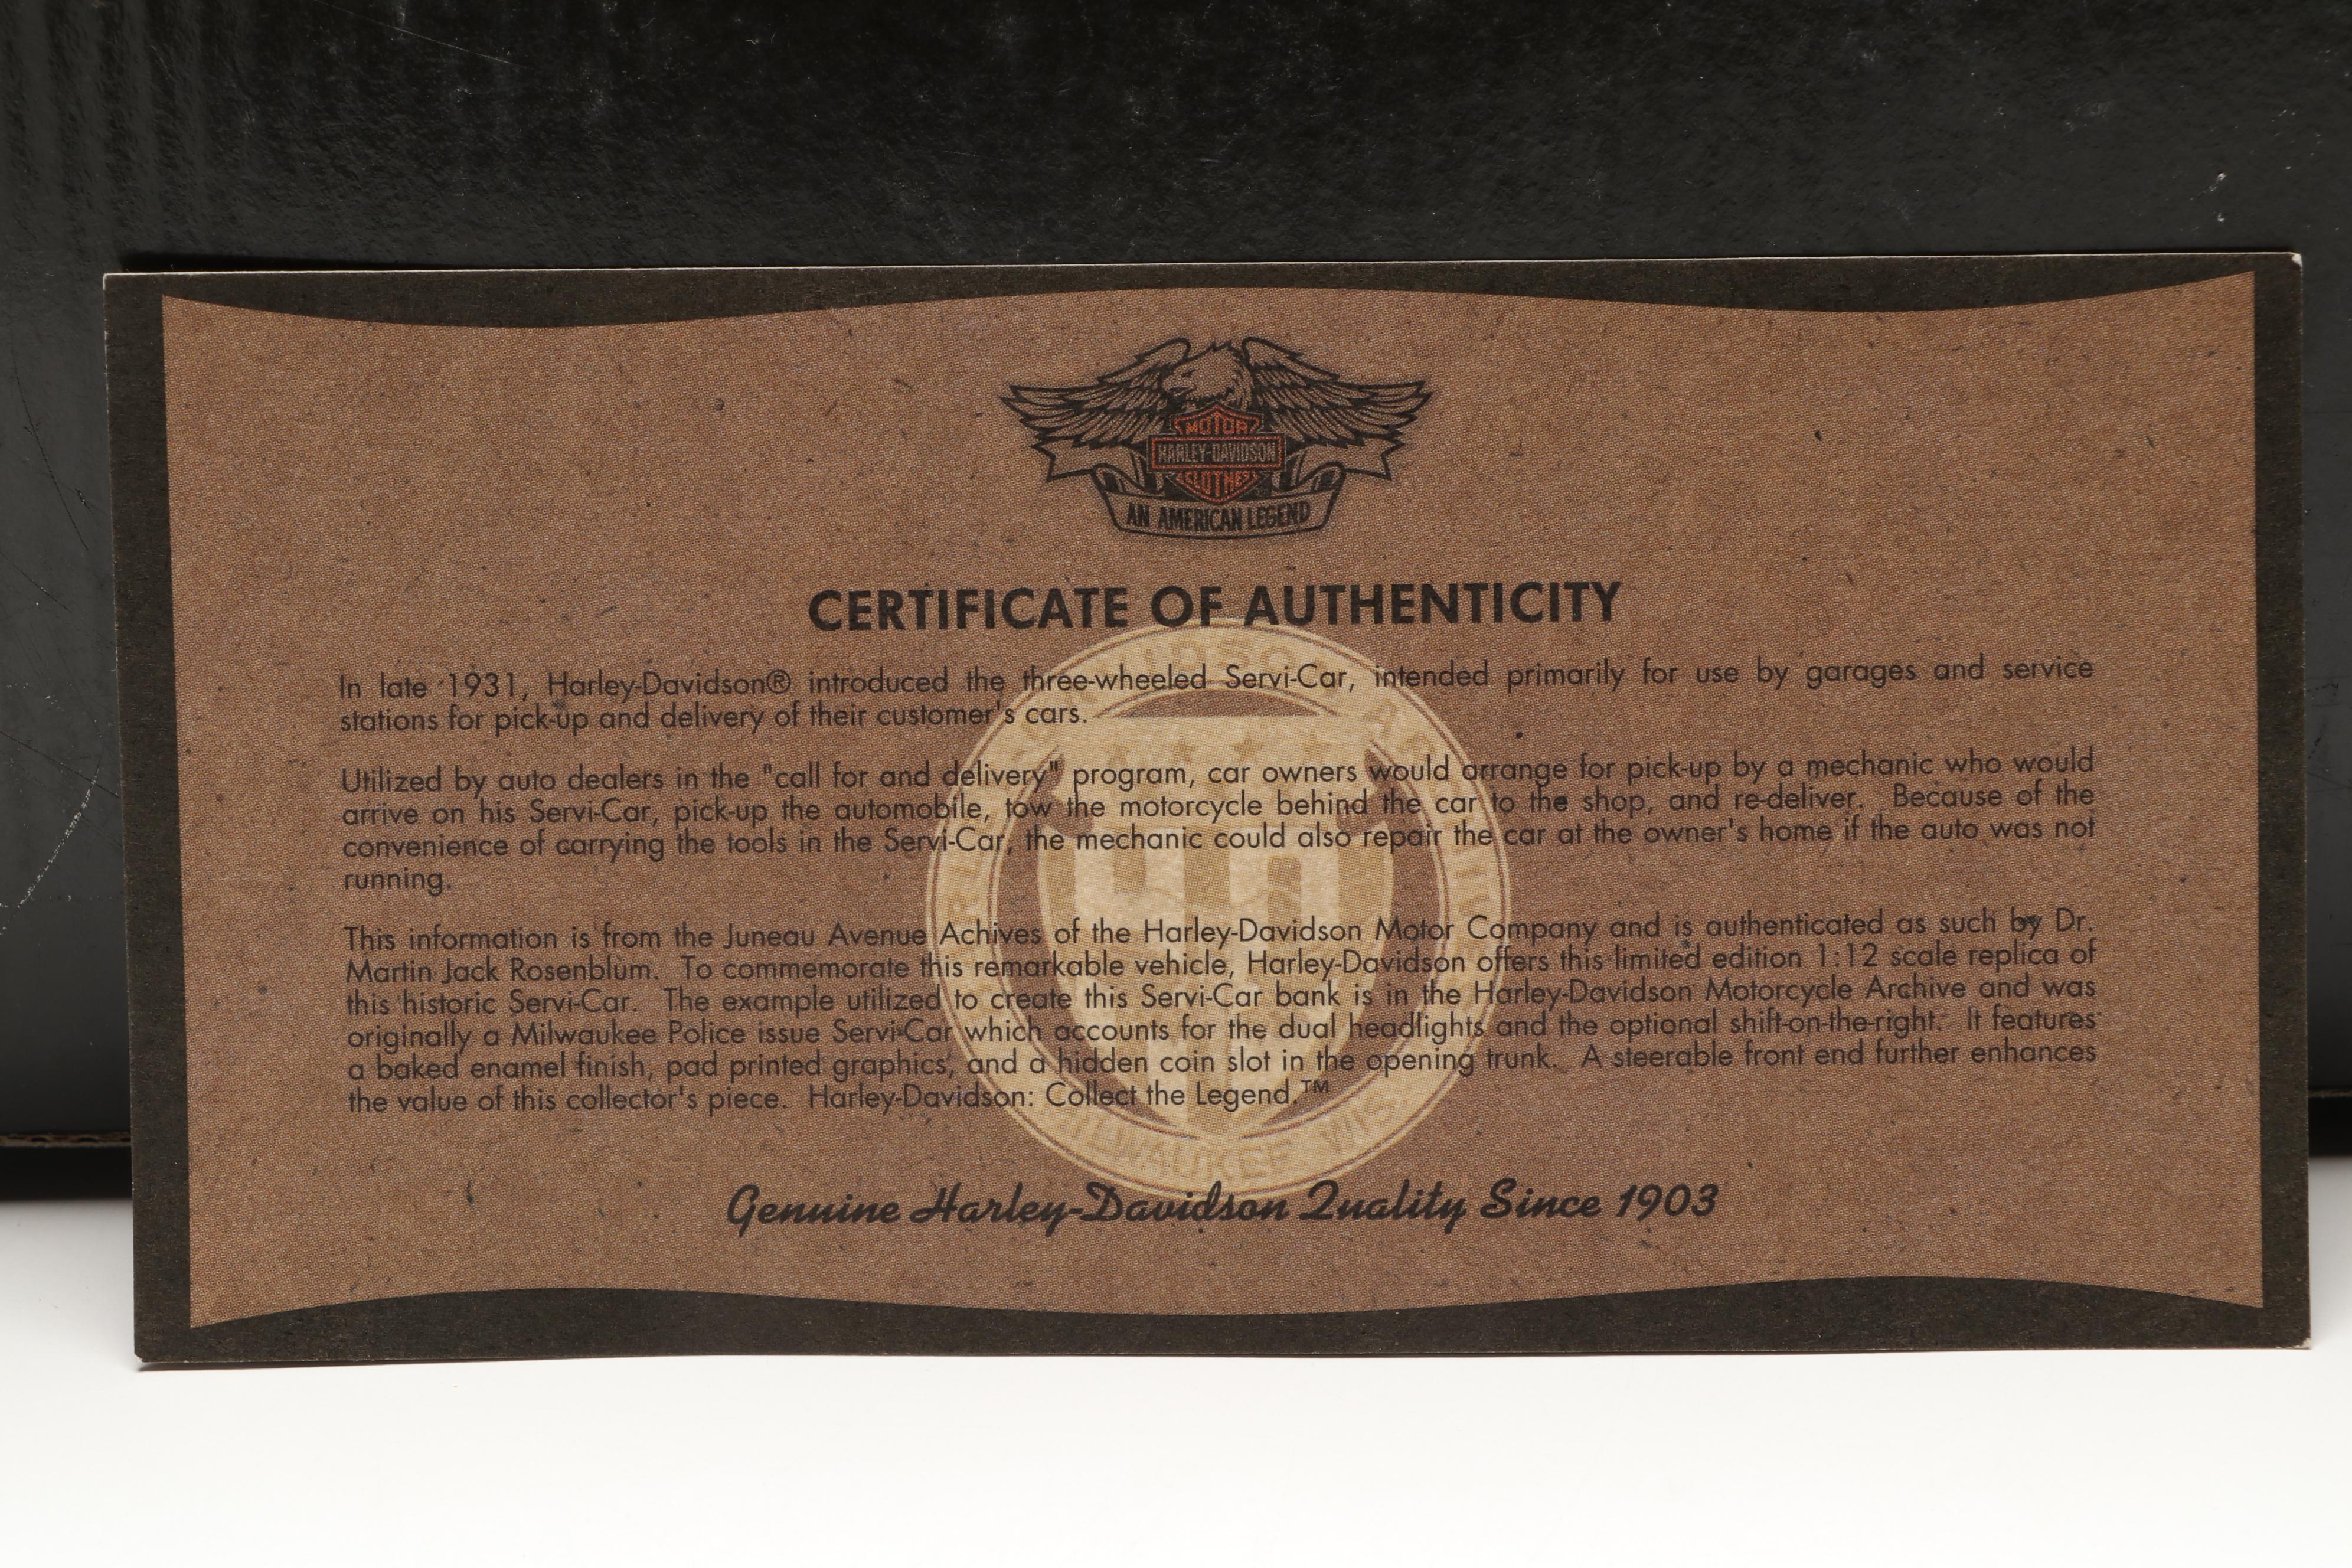 MOTOR
HARLEY-DAVIDSON
CLOTHES
AN AMERICAN LEGEND
CERTIFICATE OF AUTHENTICITY
In late 1931, Harley-Davidson® introduced the three-wheeled Servi-Car, intended primarily for use by garages and service
stations for pick-up and delivery of their customer's cars.
Utilized by auto dealers in the "call for and delivery" program, car owners would arrange for pick-up by a mechanic who would
arrive on his Servi-Car, pick-up the automobile, tow the motorcycle behind the car to the shop, and re-deliver. Because of the
convenience of carrying the tools in the Servi-Car, the mechanic could also repair the car at the owner's home if the auto was not
running.
This information is from the Juneau Avenue Achives of the Harley-Davidson Motor Company and is authenticated as such by Dr.
Martin Jack Rosenblum. To commemorate this remarkable vehicle, Harley-Davidson offers this limited edition 1:12 scale replica of
this historic Servi-Car. The example utilized to create this Servi-Car bank is in the Harley-Davidson Motorcycle Archive and was
originally a Milwaukee Police issue Servi-Car which accounts for the dual headlights and the optional shift-on-the-right. It features
a baked enamel finish, pad printed graphics, and a hidden coin slot in the opening trunk. A steerable front end further enhances
the value of this collector's piece. Harley-Davidson: Collect the Legend.™
MILWAUKEE WIS.
Genuine Harley-Davidson Quality Since 1903